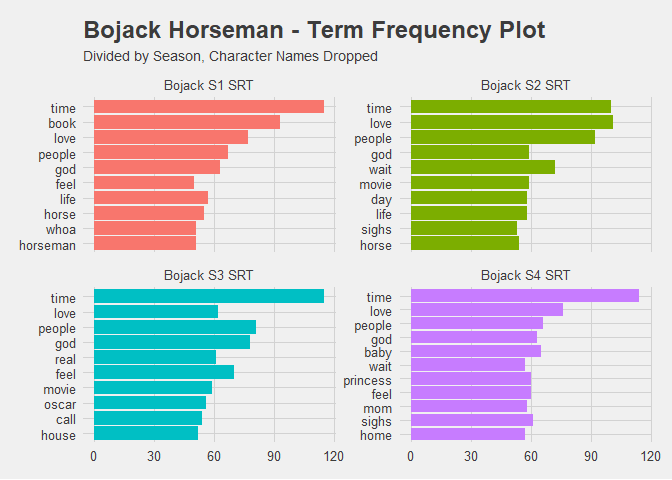 Bojack Horseman - Term Frequency Plot
Divided by Season, Character Names Dropped
Bojack S1 SRT
time
book
love
people
god
feel
life
horse
whoa
horseman
Bojack S2 SRT
time
love
people
god
wait
movie
day
life
sighs
horse
Bojack S3 SRT
time
love
people
god
real
feel
movie
oscar
call
house
0 30 60 90 120
Bojack S4 SRT
time
love
people
god
baby
wait
princess
feel
mom
sighs
home
0 30 60 90 120